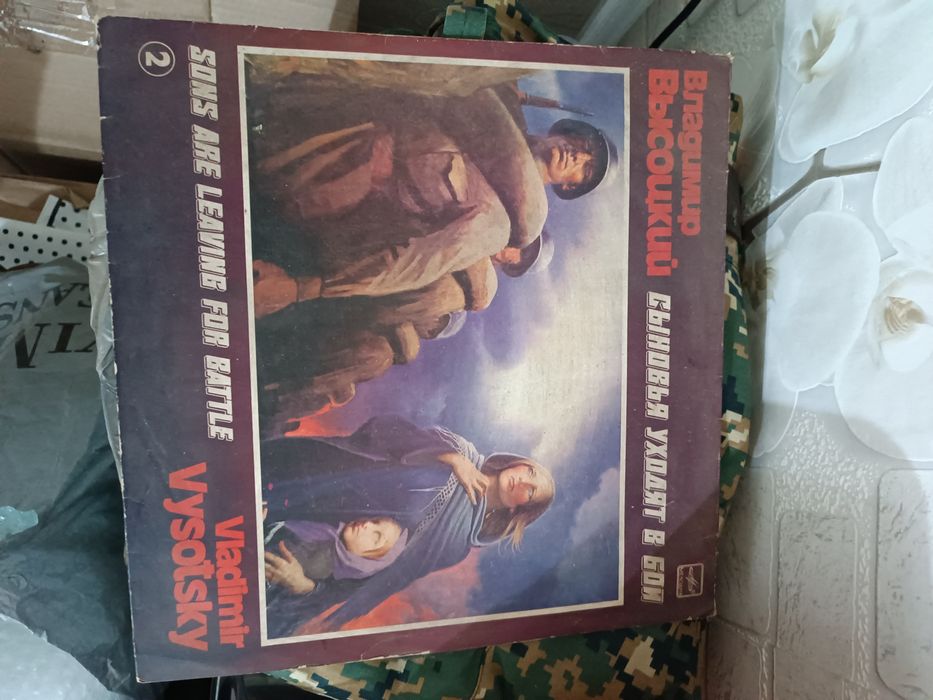 Владимир
Высоцкий
СЫНОВЬЯ УХОДЯТ В БОЙ
②
SONS ARE LEAVING FOR BATTLE
Vladimir
Vysotsky